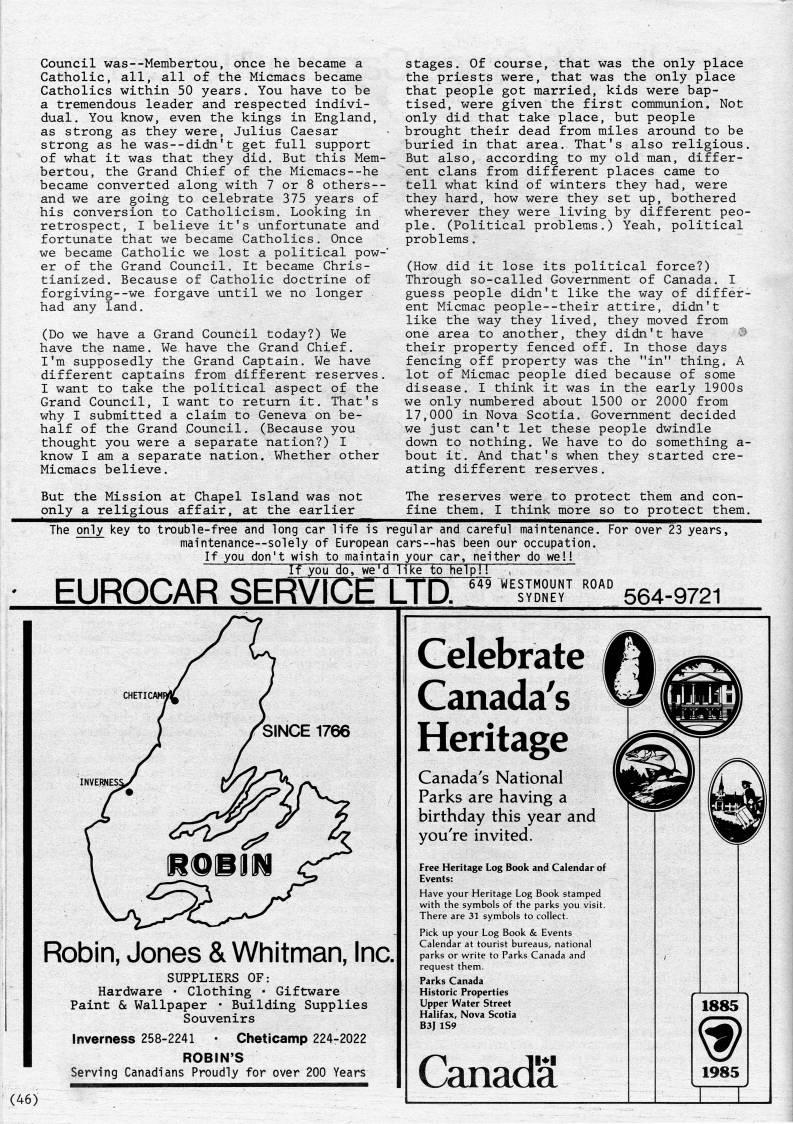 Council was--Membertou, once he became a
Catholic, all, all of the Micmacs became
Catholics within 50 years. You have to be
a tremendous leader and respected indivi-
dual. You know, even the kings in England,
as strong as they were, Julius Caesar
strong as he was--didn't get full support
of what it was that they did. But this Mem-
bertou, the Grand Chief of the Micmacs--he
became converted along with 7 or 8 others--
and we are going to celebrate 375 years of
his conversion to Catholicism. Looking in
retrospect, I believe it's unfortunate and
fortunate that we became Catholics. Once
we became Catholic we lost a political pow-
er of the Grand Council. It became Chris-
tianized. Because of Catholic doctrine of
forgiving--we forgave until we no longer
had any land.

(Do we have a Grand Council today?) We
have the name. We have the Grand Chief.
I'm supposedly the Grand Captain. We have
different captains from different reserves.
I want to take the political aspect of the
Grand Council, I want to return it. That's
why I submitted a claim to Geneva on be-
half of the Grand Council. (Because you
thought you were a separate nation?) I
know I am a separate nation. Whether other
Micmacs believe.

But the Mission at Chapel Island was not
only a religious affair, at the earlier
stages. Of course, that was the only place
the priests were, that was the only place
that people got married, kids were bap-
tised, were given the first communion. Not
only did that take place, but people
brought their dead from miles around to be
buried in that area. That's also religious.
But also, according to my old man, differ-
ent clans from different places came to
tell what kind of winters they had, were
they hard, how were they set up, bothered
wherever they were living by different peo-
ple. (Political problems.) Yeah, political
problems.

(How did it lose its political force?)
Through so-called Government of Canada. I
guess people didn't like the way of differ-
ent Micmac people--their attire, didn't
like the way they lived, they moved from
one area to another, they didn't have
their property fenced off. In those days
fencing off property was the "in" thing. A
lot of Micmac people died because of some
disease. I think it was in the early 1900s
we only numbered about 1500 or 2000 from
17,000 in Nova Scotia. Government decided
we just can't let these people dwindle
down to nothing. We have to do something a-
bout it. And that's when they started cre-
ating different reserves.

The reserves were to protect them and con-
fine them. I think more so to protect them.
The only key to trouble-free and long car life is regular and careful maintenance. For over 23 years,
maintenance--solely of European cars--has been our occupation.
If you don't wish to maintain your car, neither do we!!
If you do, we'd like to help!!
EUROCAR SERVICE LTD. 649 WESTMOUNT ROAD
SYDNEY 564-9721
CHETICAMP
SINCE 1766
INVERNESS
ROBIN
Robin, Jones & Whitman, Inc.
SUPPLIERS OF:
Hardware · Clothing · Giftware
Paint & Wallpaper · Building Supplies
Souvenirs
Inverness 258-2241 · Cheticamp 224-2022
ROBIN'S
Serving Canadians Proudly for over 200 Years
Celebrate
Canada's
Heritage
Canada's National
Parks are having a
birthday this year and
you're invited.
Free Heritage Log Book and Calendar of
Events:
Have your Heritage Log Book stamped
with the symbols of the parks you visit.
There are 31 symbols to collect.
Pick up your Log Book & Events
Calendar at tourist bureaus, national
parks or write to Parks Canada and
request them.
Parks Canada
Historic Properties
Upper Water Street
Halifax, Nova Scotia
B3J 1S9
Canada
1885
1985
(46)